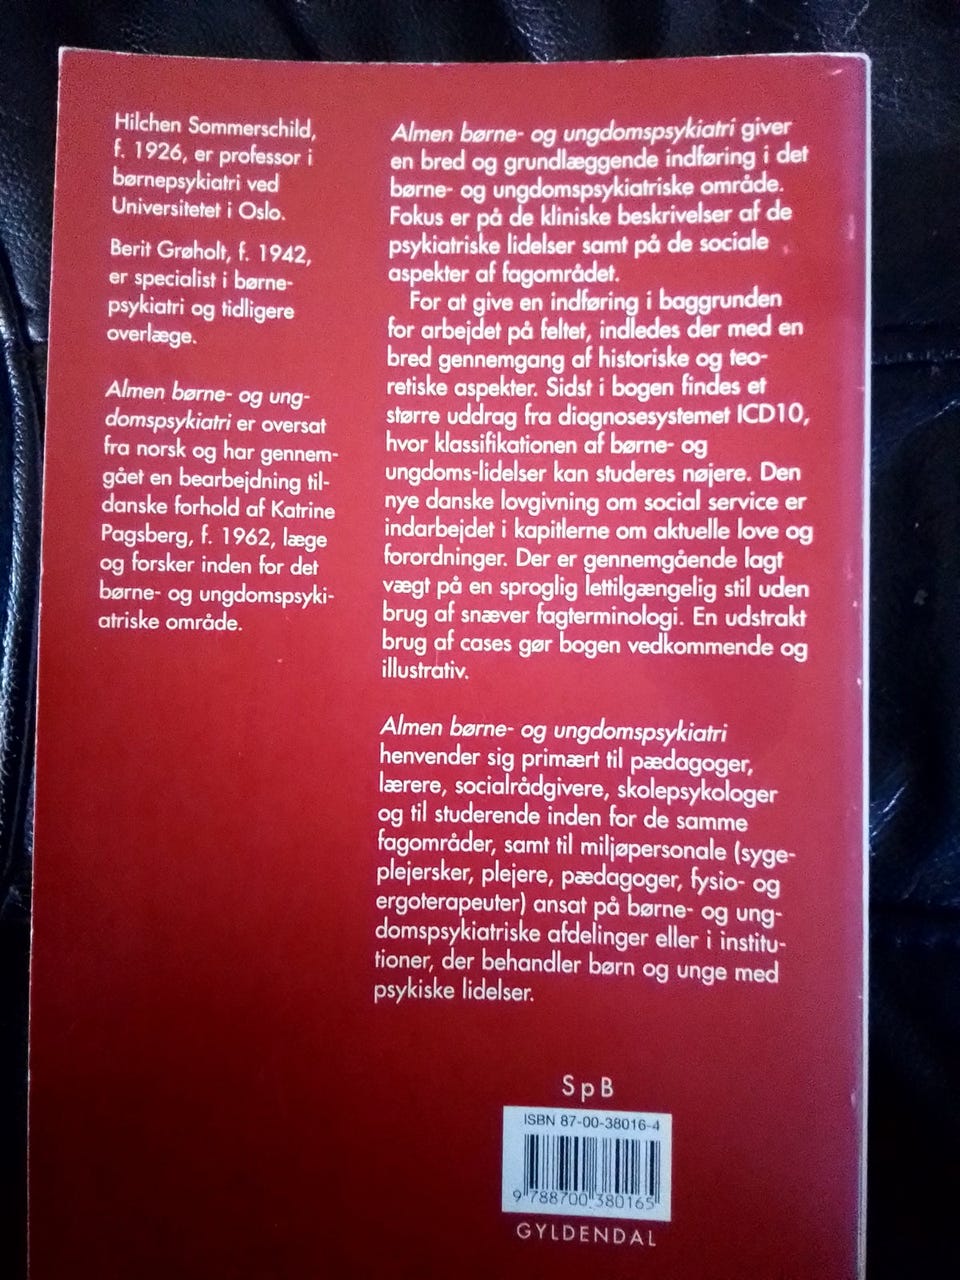 Hilchen Sommerschild,
f. 1926, er professor i
børnepsykiatri ved
Universitetet i Oslo.
Berit Grøholt, f. 1942,
er specialist i børne-
psykiatri og tidligere
overlæge.
Almen børne- og ung-
domspsykiatri er oversat
fra norsk og har gennem-
gået en bearbejdning til
danske forhold af Katrine
Pagsberg, f. 1962, læge
og forsker inden for det
børne- og ungdomspsyki-
atriske område.
Almen børne- og ungdomspsykiatri giver
en bred og grundlæggende indføring i det
børne- og ungdomspsykiatriske område.
Fokus er på de kliniske beskrivelser af de
psykiatriske lidelser samt på de sociale
aspekter af fagområdet.
For at give en indføring i baggrunden
for arbejdet på feltet, indledes der med en
bred gennemgang af historiske og teo-
retiske aspekter. Sidst i bogen findes et
større uddrag fra diagnosesystemet ICD10,
hvor klassifikationen af børne- og
ungdoms-lidelser kan studeres nøjere. Den
nye danske lovgivning om social service er
indarbejdet i kapitlerne om aktuelle love og
forordninger. Der er gennemgående lagt
vægt på en sproglig lettilgængelig stil uden
brug af snæver fagterminologi. En udstrakt
brug af cases gør bogen vedkommende og
illustrativ.
Almen børne- og ungdomspsykiatri
henvender sig primært til pædagoger,
lærere, socialrådgivere, skolepsykologer
og til studerende inden for de samme
fagområder, samt til miljøpersonale (syge-
plejersker, plejere, pædagoger, fysio- og
ergoterapeuter) ansat på børne- og ung-
domspsykiatriske afdelinger eller i institu-
tioner, der behandler børn og unge med
psykiske lidelser.
SpB
ISBN 87-00-38016-4
9 788700 380165
GYLDENDAL